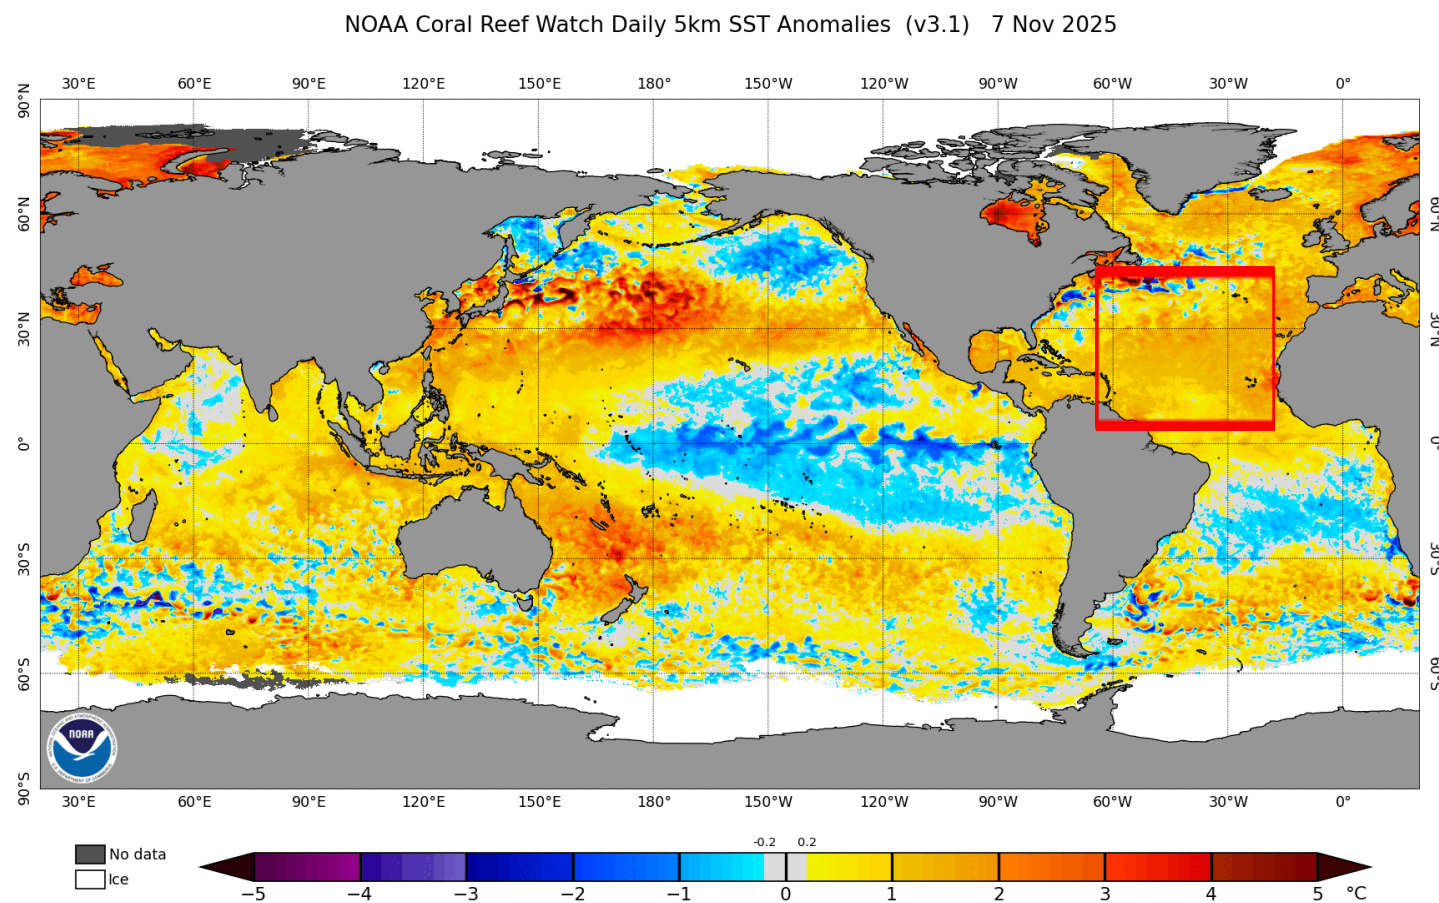 NOAA Coral Reef Watch Daily 5km SST Anomalies (v3.1) 7 Nov 2025
30°E 60°E 90°E 120°E 150°E 180° 150°W 120°W 90°W 60°W 30°W 0°
90°N
60°N 60°N
30°N 30°N
0° 0°
30°S 30°S
60°S 60°S
90°S
NOAA
30°E 60°E 90°E 120°E 150°E 180° 150°W 120°W 90°W 60°W 30°W 0°
-0.2 0.2
No data
Ice
−5 −4 −3 −2 −1 0 1 2 3 4 5 °C